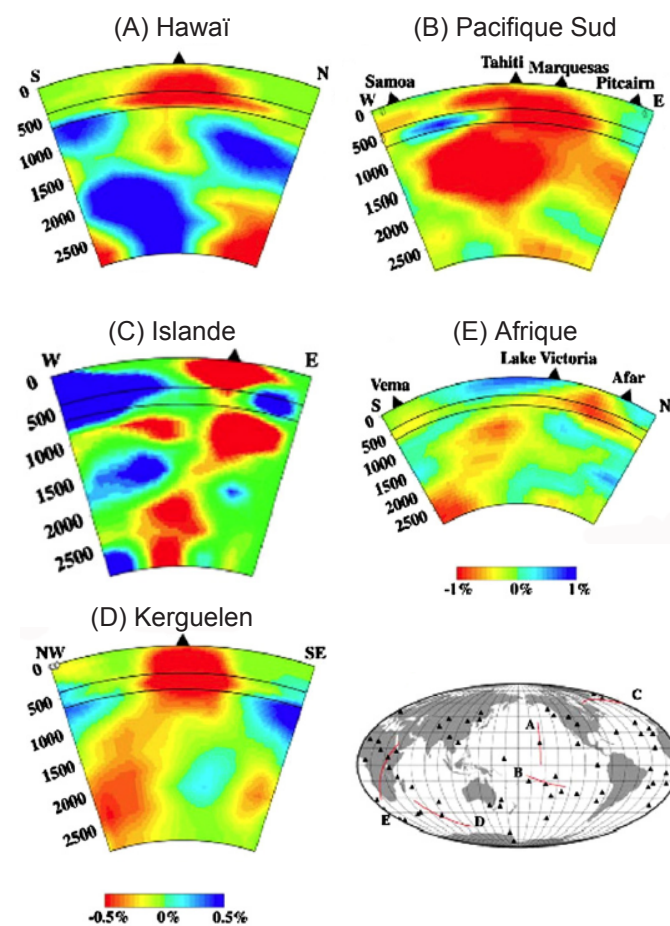 (A) Hawaï
S
N
0
500
1000
1500
2000
2500
(B) Pacifique Sud
Tahiti Marquesas
Samoa
Pitcairn
W
E
0
500
1000
1500
2000
2500
(C) Islande
W
E
0
500
1000
1500
2000
2500
(E) Afrique
Lake Victoria
Vema
Afar
S
N
0
500
1000
1500
2000
2500
-1% 0% 1%
(D) Kerguelen
NW
SE
0
500
1000
1500
2000
2500
-0.5% 0% 0.5%
C
A
B
E
D